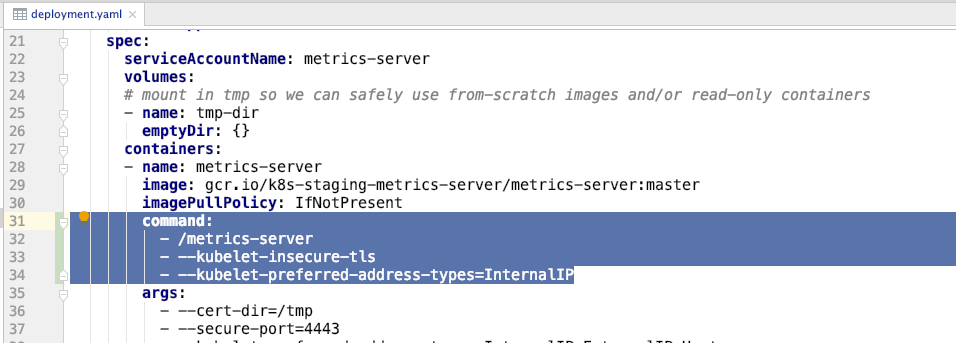 deployment.yaml
21 spec:
22 serviceAccountName: metrics-server
23 volumes:
24 # mount in tmp so we can safely use from-scratch images and/or read-only containers
25 - name: tmp-dir
26 emptyDir: {}
27 containers:
28 - name: metrics-server
29 image: gcr.io/k8s-staging-metrics-server/metrics-server:master
30 imagePullPolicy: IfNotPresent
31 command:
32 - /metrics-server
33 - --kubelet-insecure-tls
34 - --kubelet-preferred-address-types=InternalIP
35 args:
36 - --cert-dir=/tmp
37 - --secure-port=4443